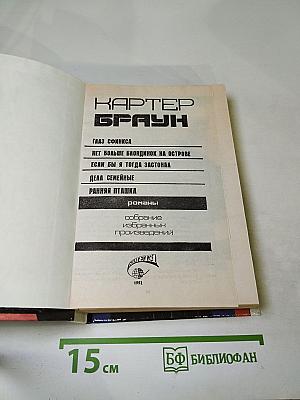 КАРТЕР
БРАУН
ГЛАЗ СФИНКСА
НЕТ БОЛЬШЕ БЛОНДИНОК НА ОСТРОВЕ
ЕСЛИ БЫ Я ТОГДА ЗАСТОНАЛ
ДЕЛА СЕМЕЙНЫЕ
РАННЯЯ ПТАШКА
романы
собрание
избранных
произведений
15 см
БФ БИБЛИОФАН